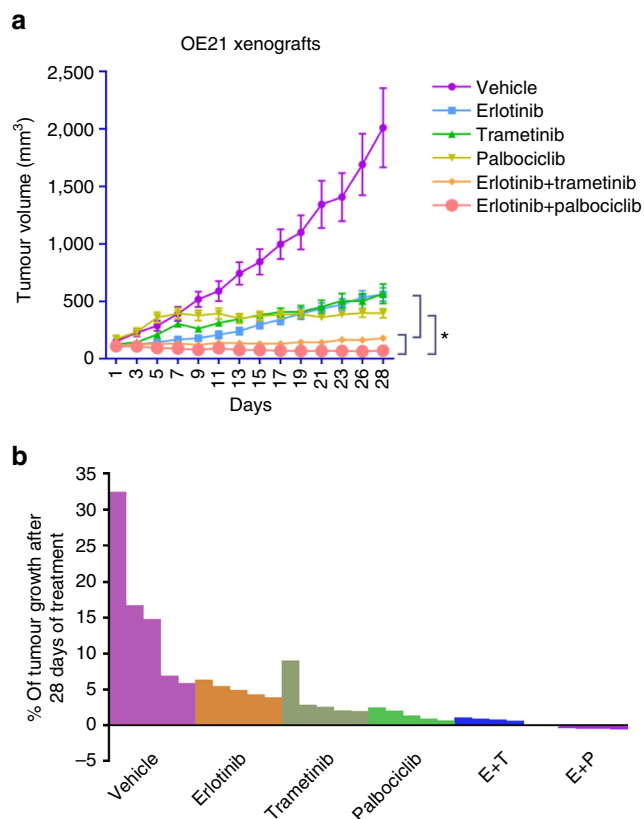 a
OE21 xenografts
Tumour volume (mm³)
2,500
2,000
1,500
1,000
500
0
1 3 5 7 9 11 13 15 17 19 21 23 26 28
Days
Vehicle
Erlotinib
Trametinib
Palbociclib
Erlotinib+trametinib
Erlotinib+palbociclib
*
b
% Of tumour growth after
28 days of treatment
35
30
25
20
15
10
5
0
–5
Vehicle
Erlotinib
Trametinib
Palbociclib
E+T
E+P